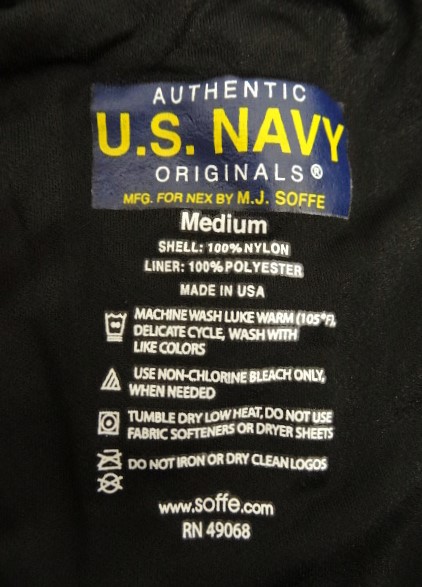 AUTHENTIC
U.S. NAVY
ORIGINALS®
MFG. FOR NEX BY M.J. SOFFE
Medium
SHELL: 100% NYLON
LINER: 100% POLYESTER
MADE IN USA
MACHINE WASH LUKE WARM (105°F),
DELICATE CYCLE, WASH WITH
LIKE COLORS
USE NON-CHLORINE BLEACH ONLY,
WHEN NEEDED
TUMBLE DRY LOW HEAT, DO NOT USE
FABRIC SOFTENERS OR DRYER SHEETS
DO NOT IRON OR DRY CLEAN LOGOS
www.soffe.com
RN 49068